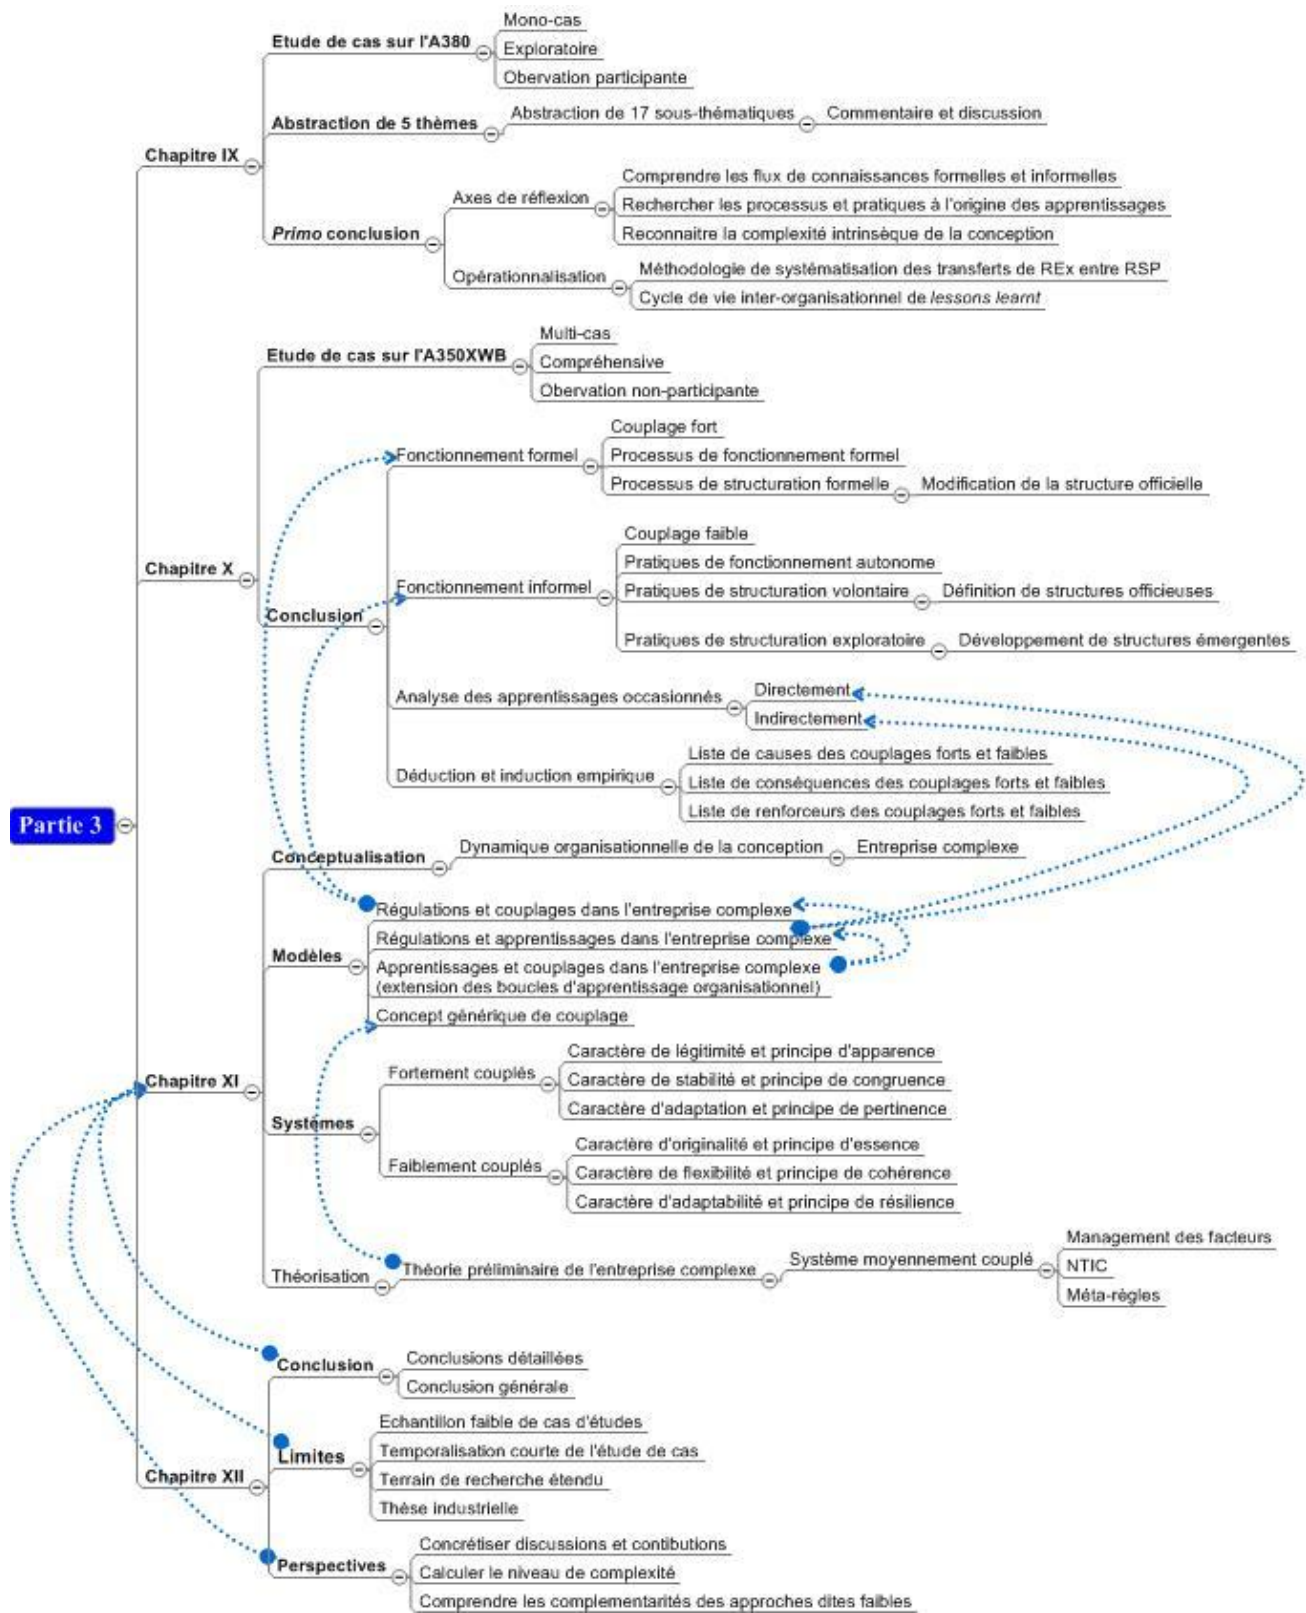 Partie 3
Chapitre IX
Etude de cas sur l'A380
Mono-cas
Exploratoire
Obervation participante
Abstraction de 5 thèmes
Abstraction de 17 sous-thématiques
Commentaire et discussion
Primo conclusion
Axes de réflexion
Comprendre les flux de connaissances formelles et informelles
Rechercher les processus et pratiques à l'origine des apprentissages
Reconnaitre la complexité intrinsèque de la conception
Opérationnalisation
Méthodologie de systématisation des transferts de REx entre RSP
Cycle de vie inter-organisationnel de lessons learnt
Chapitre X
Etude de cas sur l'A350XWB
Multi-cas
Compréhensive
Obervation non-participante
Conclusion
Fonctionnement formel
Couplage fort
Processus de fonctionnement formel
Processus de structuration formelle
Modification de la structure officielle
Fonctionnement informel
Couplage faible
Pratiques de fonctionnement autonome
Pratiques de structuration volontaire
Définition de structures officieuses
Pratiques de structuration exploratoire
Développement de structures émergentes
Analyse des apprentissages occasionnés
Directement
Indirectement
Déduction et induction empirique
Liste de causes des couplages forts et faibles
Liste de conséquences des couplages forts et faibles
Liste de renforceurs des couplages forts et faibles
Chapitre XI
Conceptualisation
Dynamique organisationnelle de la conception
Entreprise complexe
Modèles
Régulations et couplages dans l'entreprise complexe
Régulations et apprentissages dans l'entreprise complexe
Apprentissages et couplages dans l'entreprise complexe
(extension des boucles d'apprentissage organisationnel)
Concept générique de couplage
Systèmes
Fortement couplés
Caractère de légitimité et principe d'apparence
Caractère de stabilité et principe de congruence
Caractère d'adaptation et principe de pertinence
Faiblement couplés
Caractère d'originalité et principe d'essence
Caractère de flexibilité et principe de cohérence
Caractère d'adaptabilité et principe de résilience
Théorisation
Théorie préliminaire de l'entreprise complexe
Système moyennement couplé
Management des facteurs
NTIC
Méta-règles
Chapitre XII
Conclusion
Conclusions détaillées
Conclusion générale
Limites
Echantillon faible de cas d'études
Temporalisation courte de l'étude de cas
Terrain de recherche étendu
Thèse industrielle
Perspectives
Concrétiser discussions et contibutions
Calculer le niveau de complexité
Comprendre les complementarités des approches dites faibles